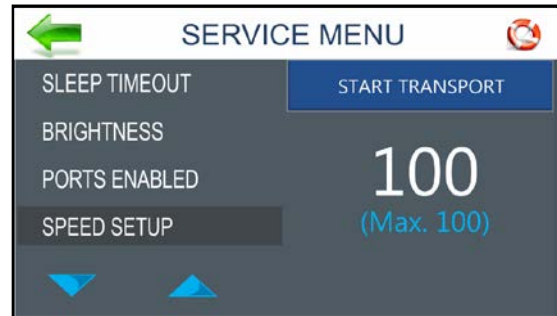 SERVICE MENU
SLEEP TIMEOUT
BRIGHTNESS
PORTS ENABLED
SPEED SETUP
START TRANSPORT
100
(Max. 100)